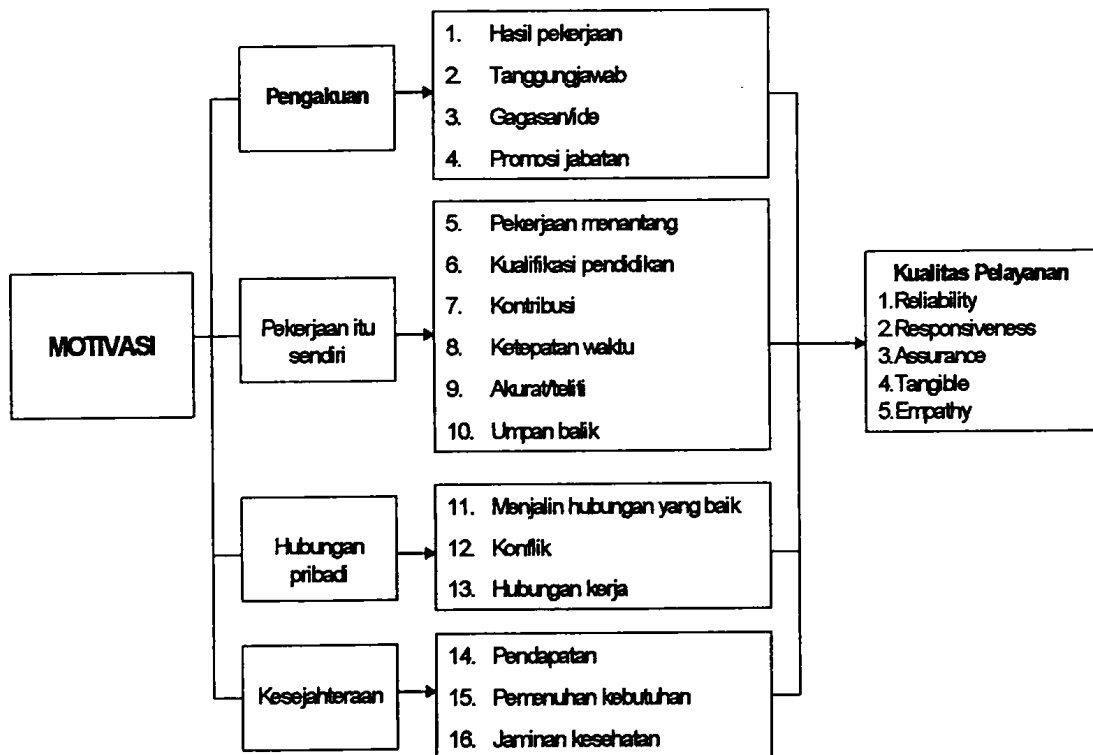 MOTIVASI
Pengakuan
1. Hasil pekerjaan
2. Tanggungjawab
3. Gagasan/ide
4. Promosi jabatan
Pekerjaan itu
sendiri
5. Pekerjaan menantang
6. Kualifikasi pendidikan
7. Kontribusi
8. Ketepatan waktu
9. Akurat/teliti
10. Umpan balik
Hubungan
pribadi
11. Menjalin hubungan yang baik
12. Konflik
13. Hubungan kerja
Kesejahteraan
14. Pendapatan
15. Pemenuhan kebutuhan
16. Jaminan kesehatan
Kualitas Pelayanan
1.Reliability
2.Responsiveness
3.Assurance
4.Tangible
5.Empathy